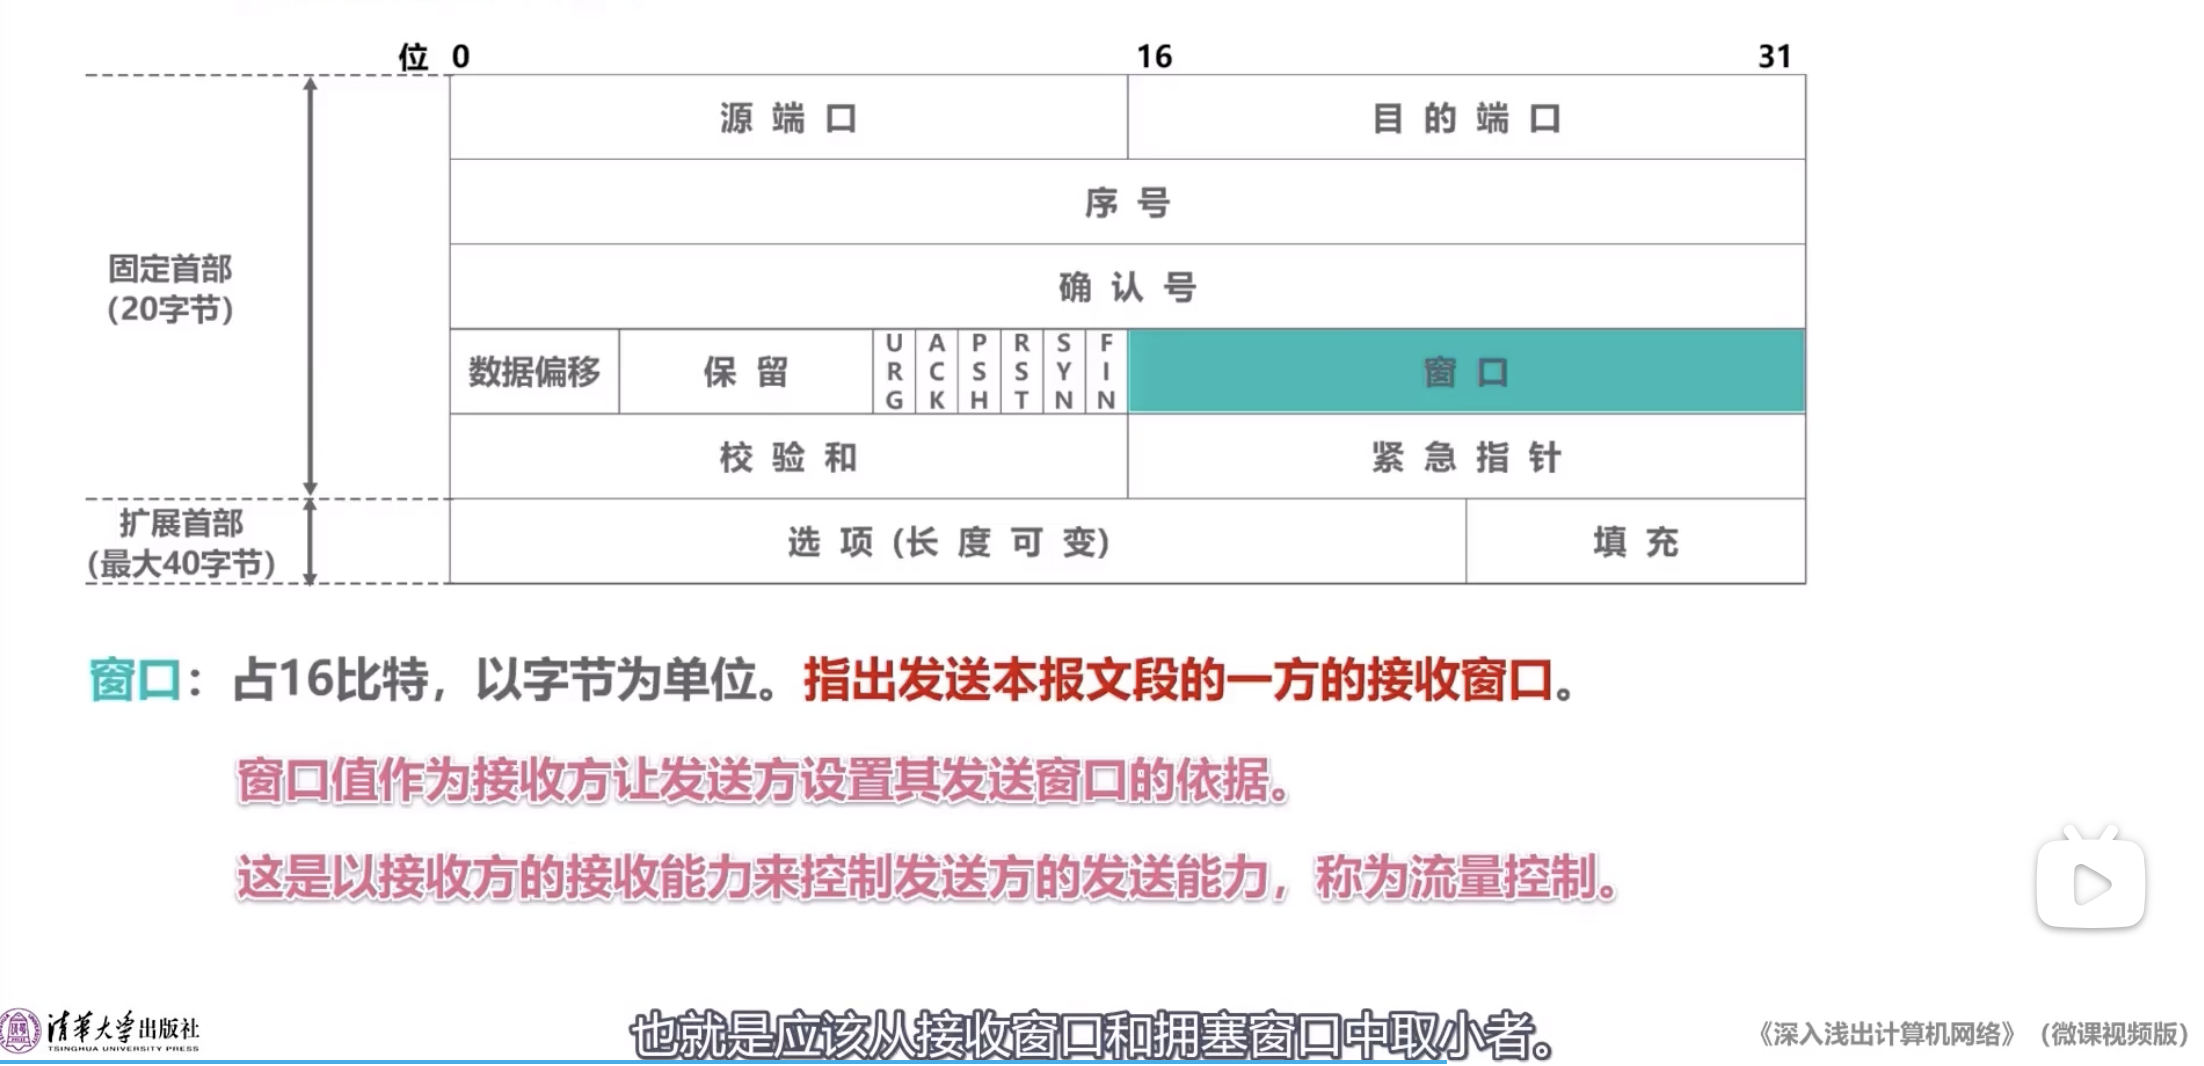 位 0 16 31
源 端 口 目 的 端 口
序 号
确 认 号
固定首部
(20字节)
数据偏移 保 留 URG ACK PSH RST SYN FIN 窗 口
校 验 和 紧 急 指 针
扩展首部
(最大40字节)
选 项 (长 度 可 变) 填 充
窗口：占16比特，以字节为单位。指出发送本报文段的一方的接收窗口。
窗口值作为接收方让发送方设置其发送窗口的依据。
这是以接收方的接收能力来控制发送方的发送能力，称为流量控制。
清华大学出版社
TSINGHUA UNIVERSITY PRESS
也就是应该从接收窗口和拥塞窗口中取小者。
《深入浅出计算机网络》（微课视频版）